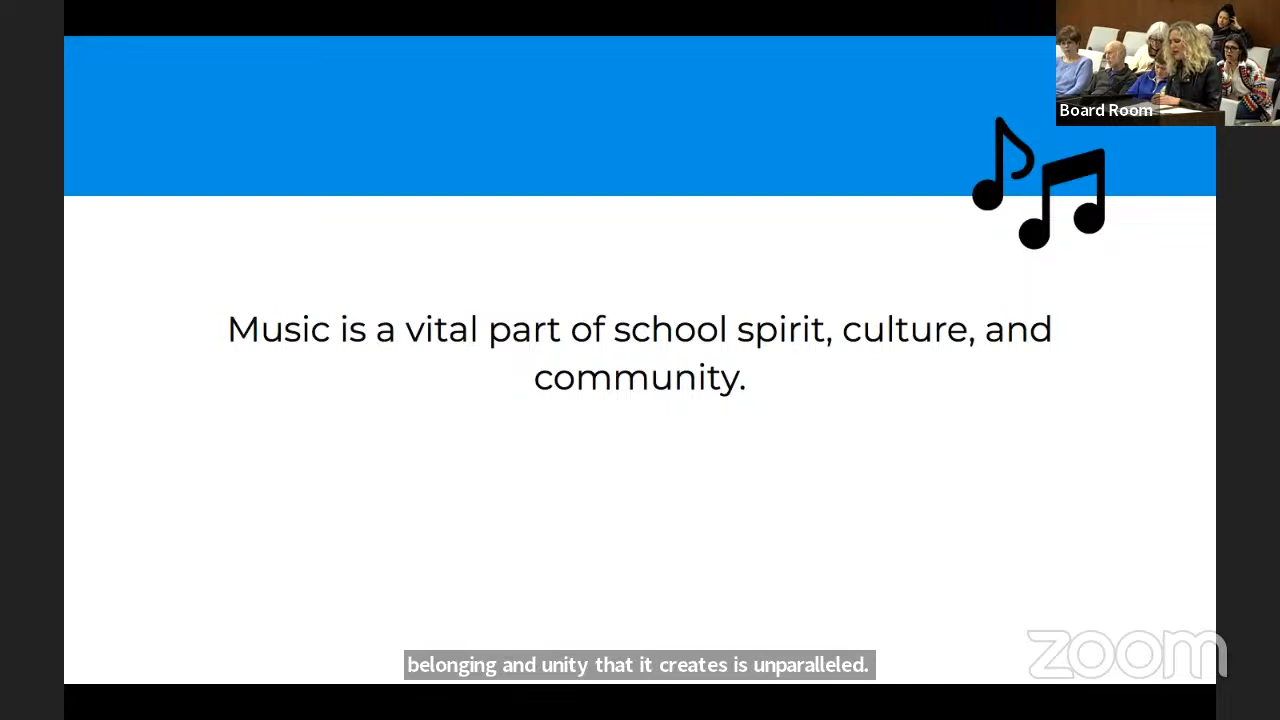 Board Room
Music is a vital part of school spirit, culture, and
community.
belonging and unity that it creates is unparalleled.
zoom